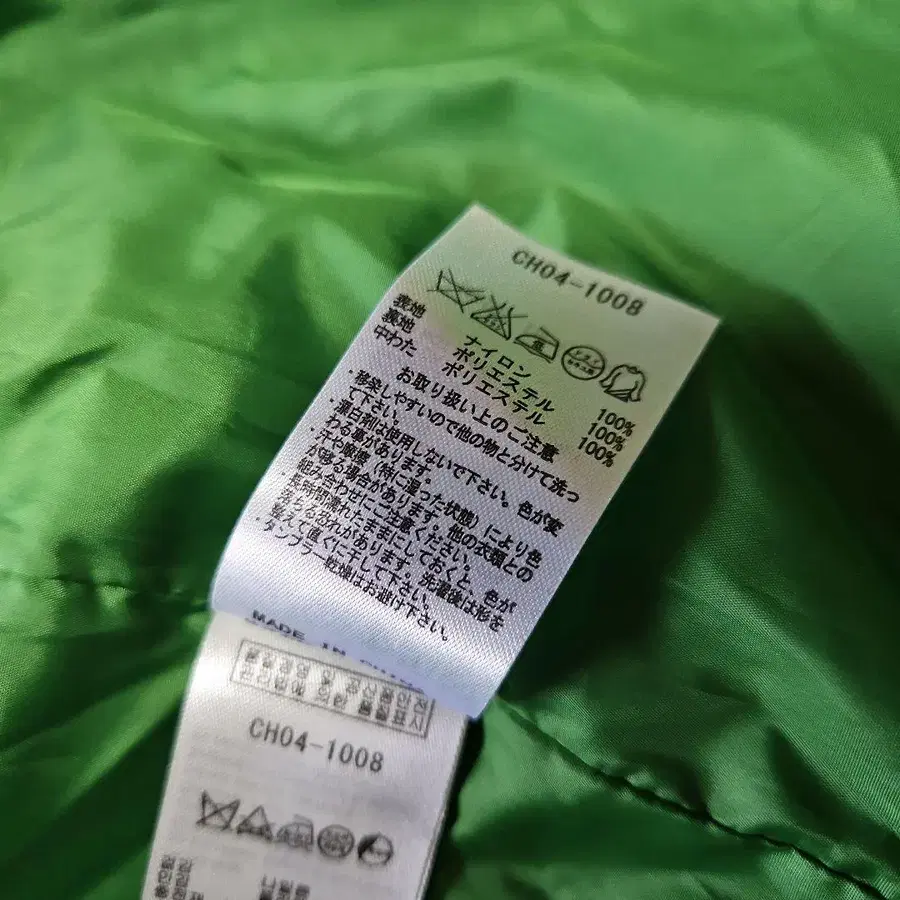 CH04-1008
表地 ナイロン 100%
裏地 ポリエステル 100%
中わた ポリエステル 100%
お取り扱い上のご注意
・移染しやすいので他の物と分けて洗っ
て下さい。
・漂白剤は使用しないで下さい。色が変
わる事があります。
・汗や摩擦(特に湿った状態)により色
が移る場合があります。他の衣類との
組み合わせにご注意ください。
・長時間濡れたままにしておくと、色が
移るおそれがあります。洗濯後は形を
整えて直ぐに干して下さい。
・タンブラー乾燥はお避け下さい。
MADE IN
CH04-1008